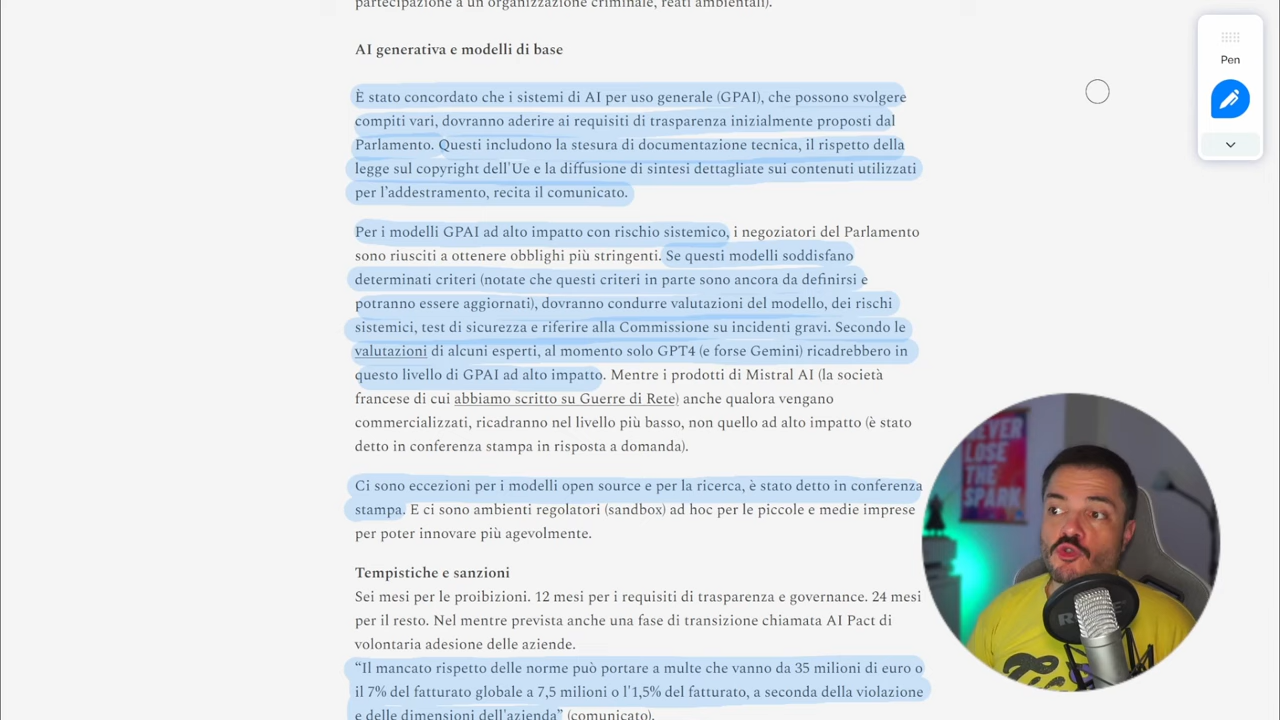 partecipazione a un organizzazione criminale, reati ambientali).
AI generativa e modelli di base
È stato concordato che i sistemi di AI per uso generale (GPAI), che possono svolgere
compiti vari, dovranno aderire ai requisiti di trasparenza inizialmente proposti dal
Parlamento. Questi includono la stesura di documentazione tecnica, il rispetto della
legge sul copyright dell'Ue e la diffusione di sintesi dettagliate sui contenuti utilizzati
per l'addestramento, recita il comunicato.
Per i modelli GPAI ad alto impatto con rischio sistemico, i negoziatori del Parlamento
sono riusciti a ottenere obblighi più stringenti. Se questi modelli soddisfano
determinati criteri (notate che questi criteri in parte sono ancora da definirsi e
potranno essere aggiornati), dovranno condurre valutazioni del modello, dei rischi
sistemici, test di sicurezza e riferire alla Commissione su incidenti gravi. Secondo le
valutazioni di alcuni esperti, al momento solo GPT4 (e forse Gemini) ricadrebbero in
questo livello di GPAI ad alto impatto. Mentre i prodotti di Mistral AI (la società
francese di cui abbiamo scritto su Guerre di Rete) anche qualora vengano
commercializzati, ricadranno nel livello più basso, non quello ad alto impatto (è stato
detto in conferenza stampa in risposta a domanda).
Ci sono eccezioni per i modelli open source e per la ricerca, è stato detto in conferenza
stampa. E ci sono ambienti regolatori (sandbox) ad hoc per le piccole e medie imprese
per poter innovare più agevolmente.
Tempistiche e sanzioni
Sei mesi per le proibizioni. 12 mesi per i requisiti di trasparenza e governance. 24 mesi
per il resto. Nel mentre prevista anche una fase di transizione chiamata AI Pact di
volontaria adesione delle aziende.
“Il mancato rispetto delle norme può portare a multe che vanno da 35 milioni di euro o
il 7% del fatturato globale a 7,5 milioni o l'1,5% del fatturato, a seconda della violazione
e delle dimensioni dell'azienda” (comunicato).
Pen
NEVER
LOSE
THE
SPARK